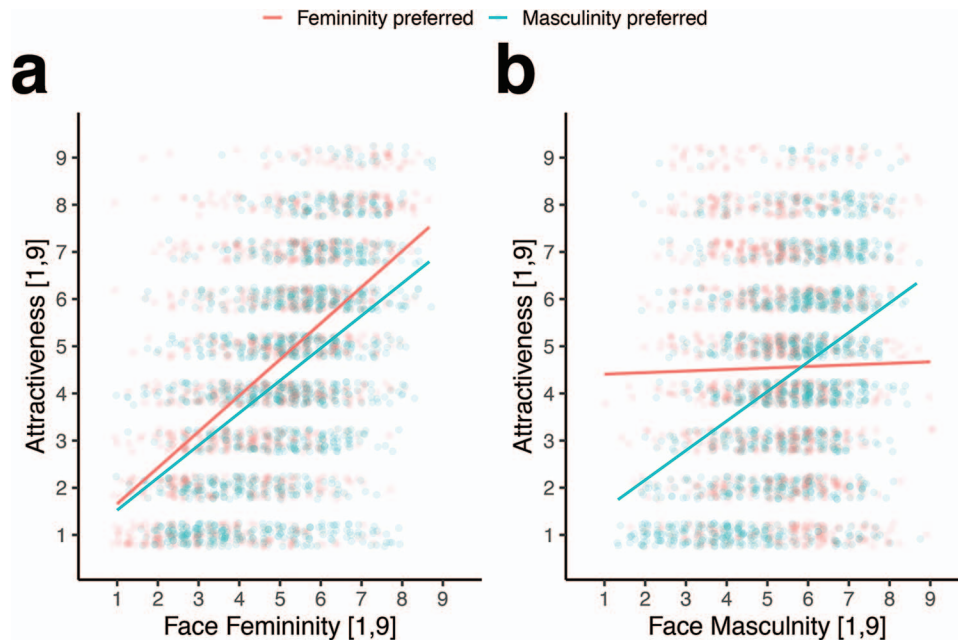 Femininity preferred Masculinity preferred
a
b
Attractiveness [1,9]
9
8
7
6
5
4
3
2
1
1 2 3 4 5 6 7 8 9
Face Femininity [1,9]
Attractiveness [1,9]
9
8
7
6
5
4
3
2
1
1 2 3 4 5 6 7 8 9
Face Masculnity [1,9]